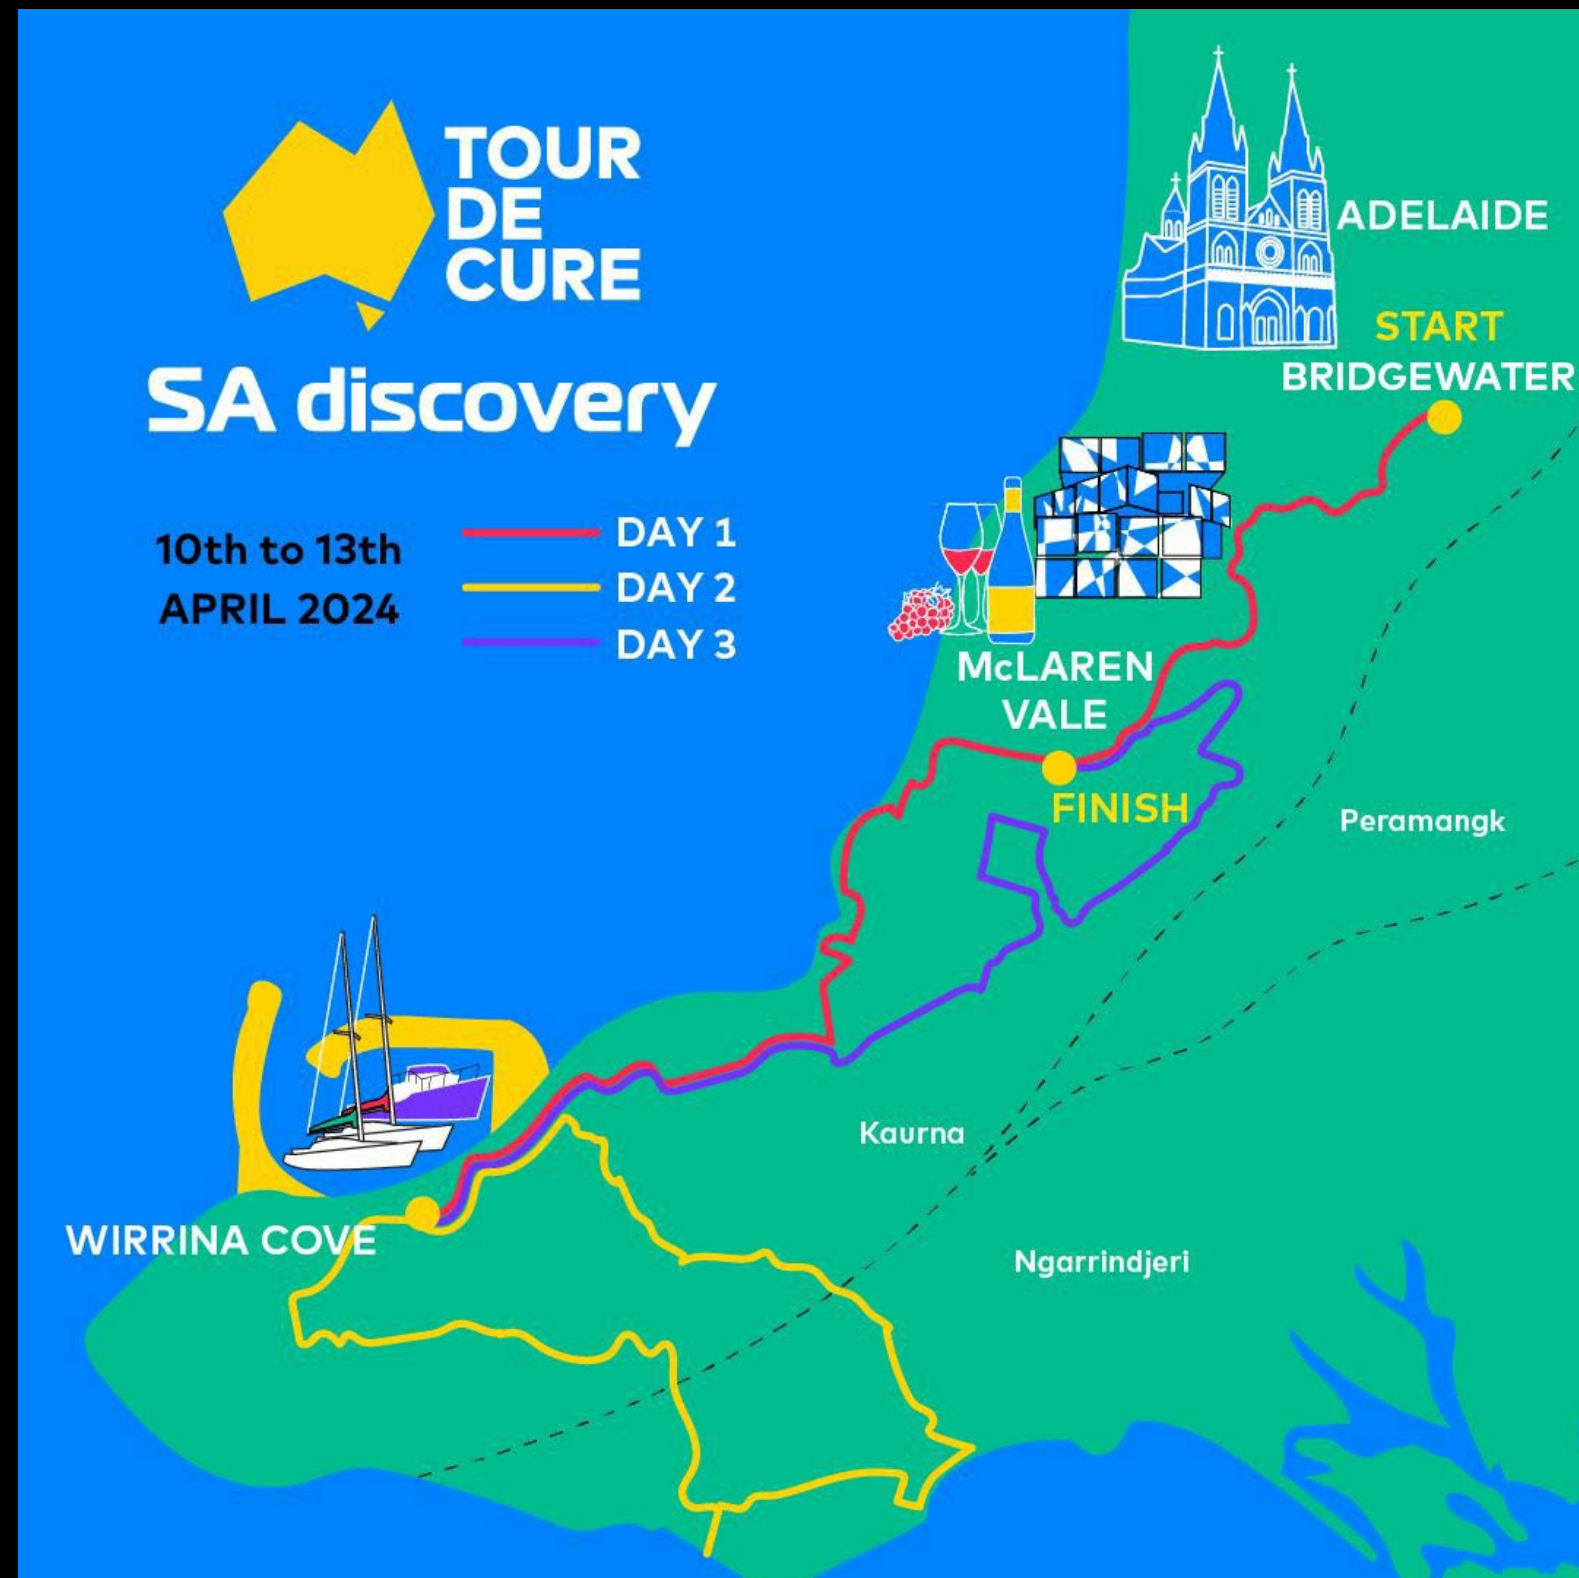 TOUR
DE
CURE
SA discovery
10th to 13th
APRIL 2024
DAY 1
DAY 2
DAY 3
ADELAIDE
START
BRIDGEWATER
McLAREN
VALE
FINISH
Peramangk
Kaurna
WIRRINA COVE
Ngarrindjeri